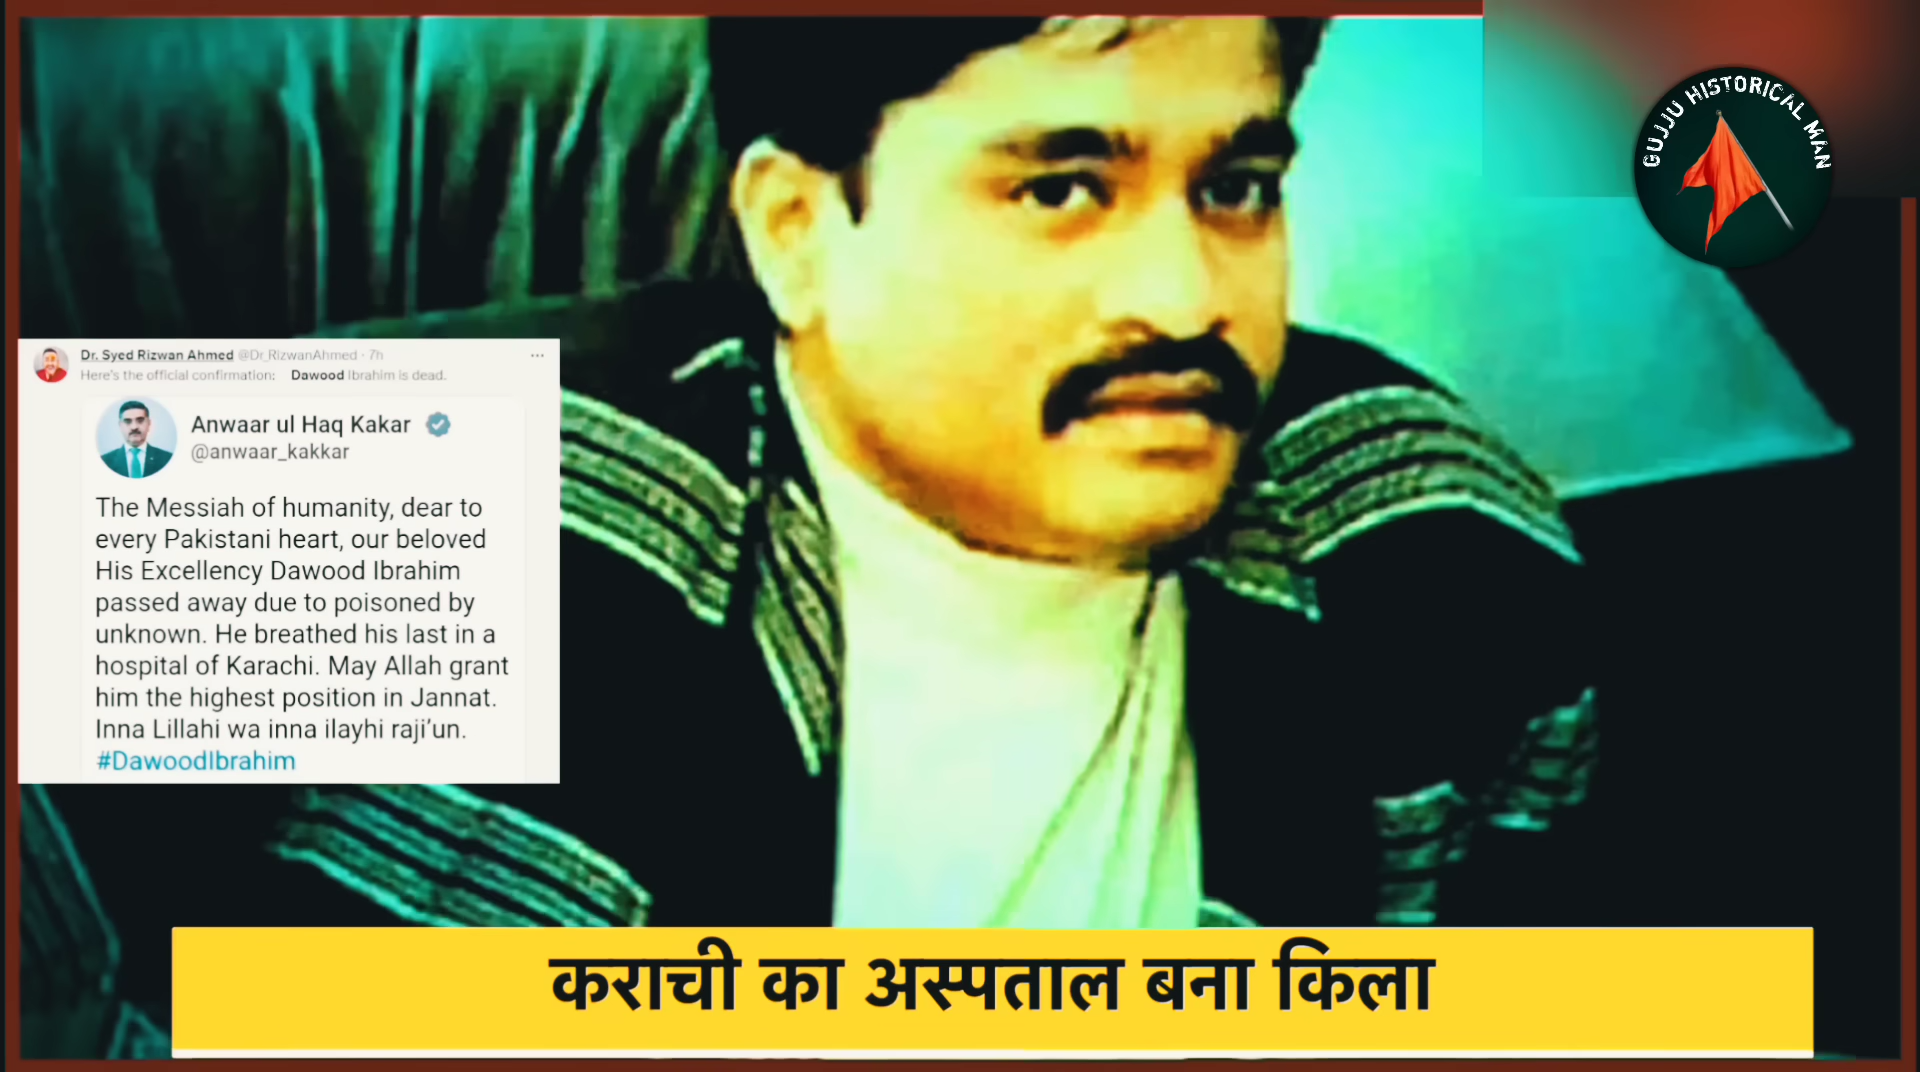 GUJJU HISTORICAL MAN
Dr. Syed Rizwan Ahmed @Dr_RizwanAhmed · 7h
Here's the official confirmation: Dawood Ibrahim is dead.
Anwaar ul Haq Kakar
@anwaar_kakkar
The Messiah of humanity, dear to
every Pakistani heart, our beloved
His Excellency Dawood Ibrahim
passed away due to poisoned by
unknown. He breathed his last in a
hospital of Karachi. May Allah grant
him the highest position in Jannat.
Inna Lillahi wa inna ilayhi raji’un.
#DawoodIbrahim
कराची का अस्पताल बना किला